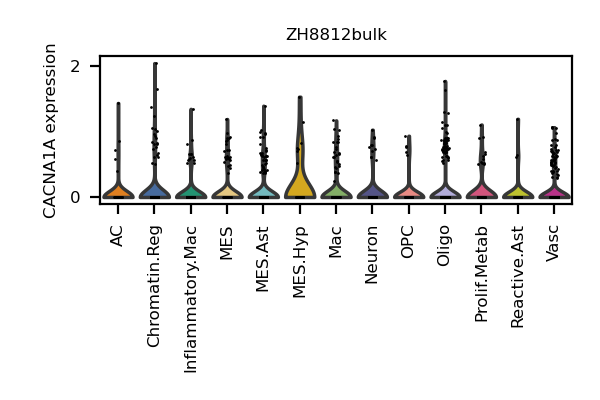 ZH8812bulk
CACNA1A expression
2
0
AC
Chromatin.Reg
Inflammatory.Mac
MES
MES.Ast
MES.Hyp
Mac
Neuron
OPC
Oligo
Prolif.Metab
Reactive.Ast
Vasc